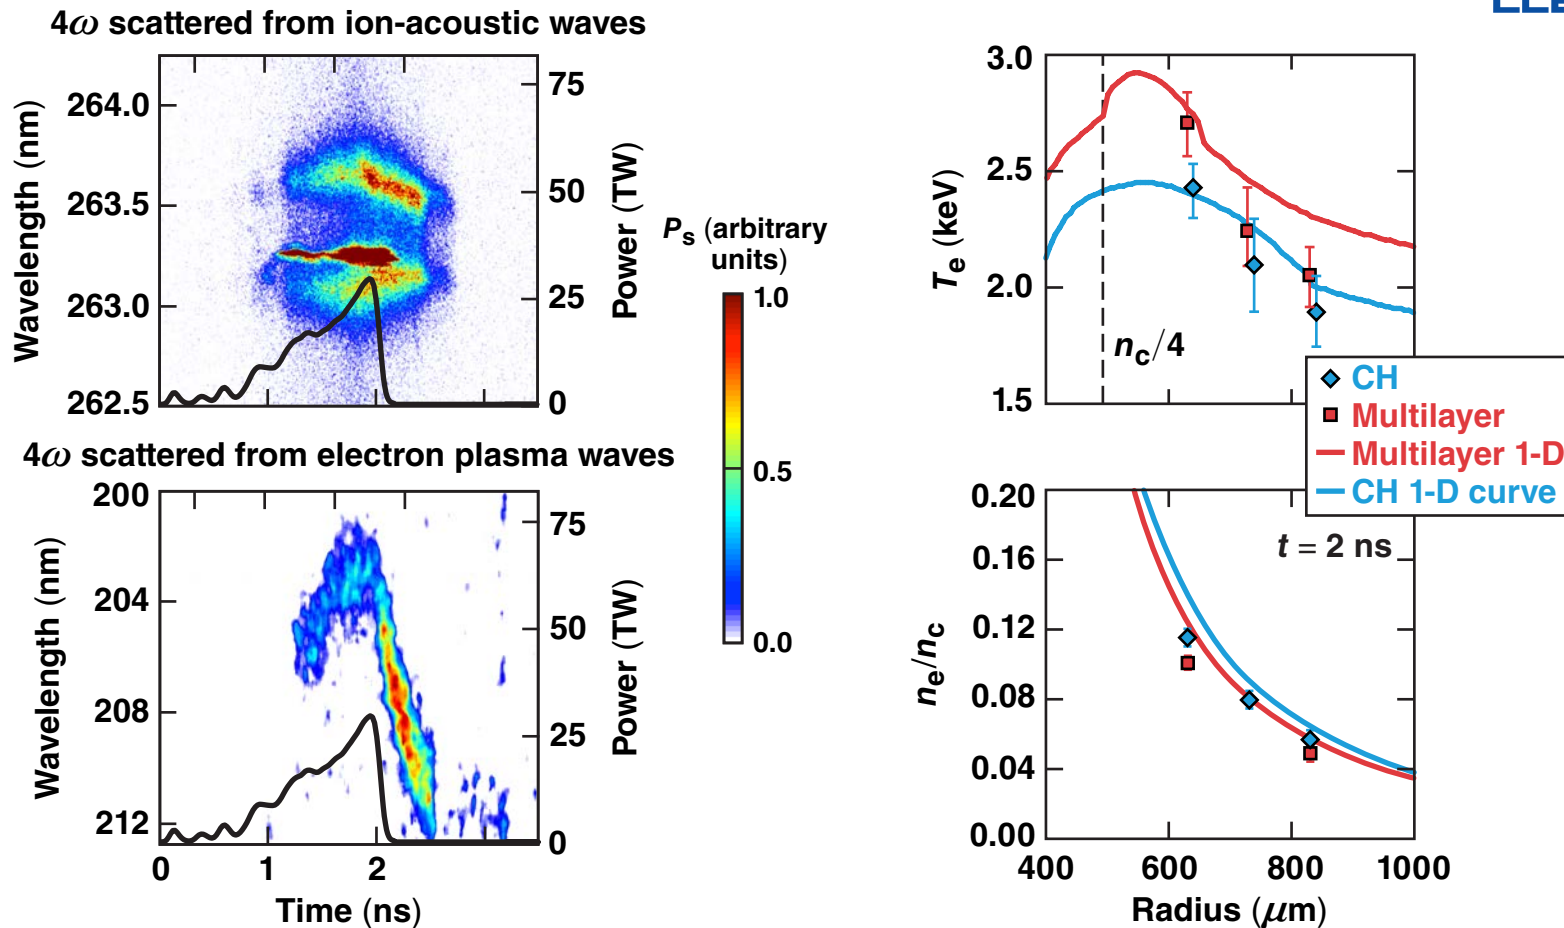 4ω scattered from ion-acoustic waves
264.0
263.5
263.0
262.5
Wavelength (nm)
75
50
25
0
Power (TW)
4ω scattered from electron plasma waves
200
204
208
212
Wavelength (nm)
75
50
25
0
Power (TW)
0 1 2
Time (ns)
Ps (arbitrary
units)
1.0
0.5
0.0
3.0
2.5
2.0
1.5
Te (keV)
nc/4
CH
Multilayer
Multilayer 1-D
CH 1-D curve
0.20
0.16
0.12
0.08
0.04
0.00
ne/nc
t = 2 ns
400 600 800 1000
Radius (μm)